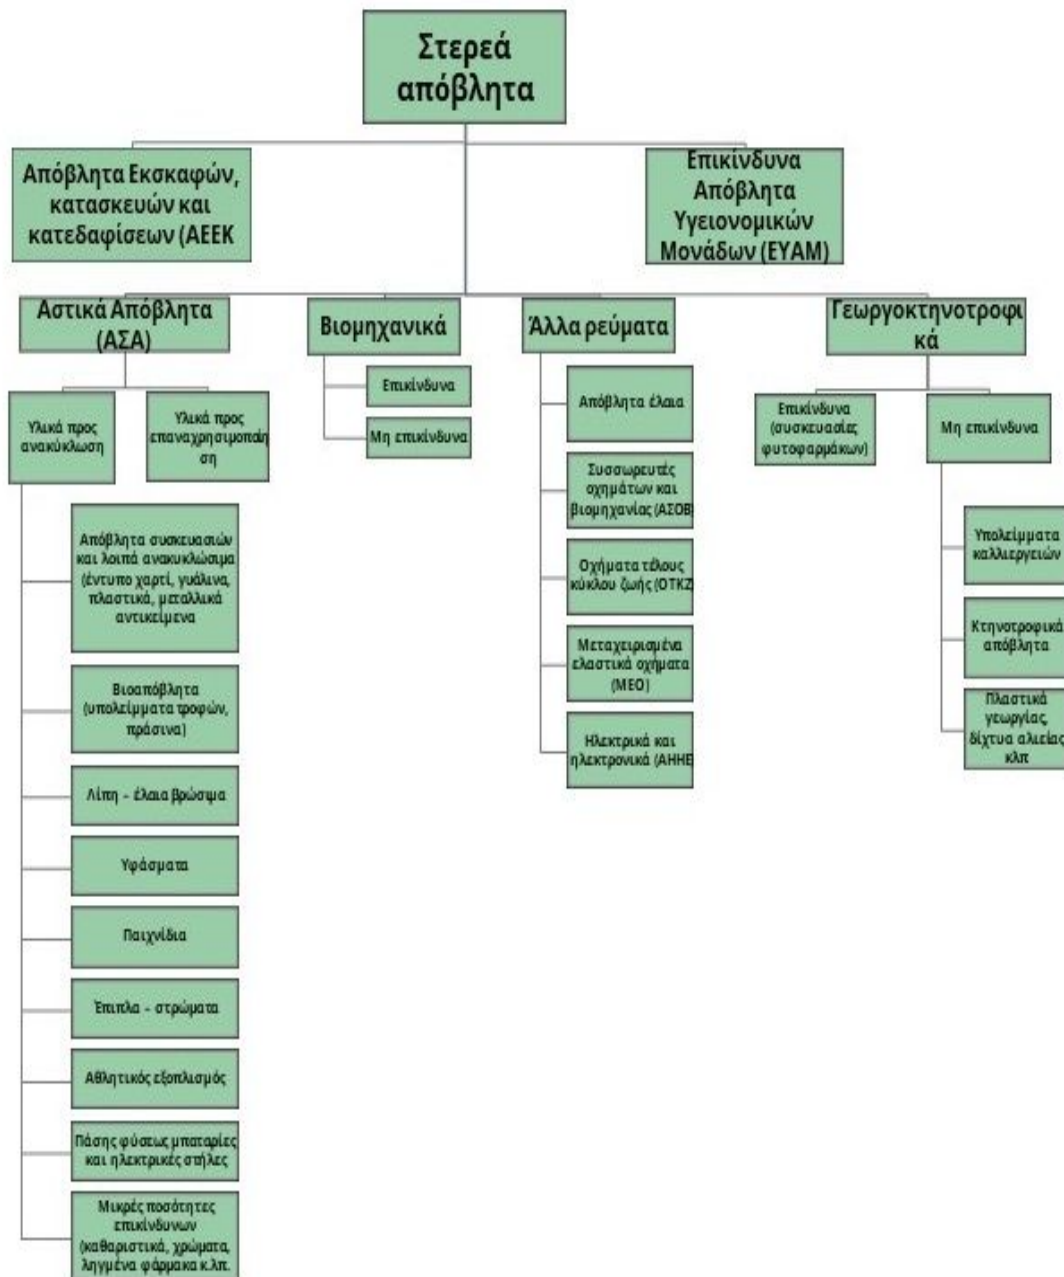 Στερεά
απόβλητα
Απόβλητα Εκσκαφών,
κατασκευών και
κατεδαφίσεων (ΑΕΕΚ
Επικίνδυνα
Απόβλητα
Υγειονομικών
Μονάδων (ΕΥΑΜ)
Αστικά Απόβλητα
(ΑΣΑ)
Βιομηχανικά
Άλλα ρεύματα
Γεωργοκτηνοτροφι
κά
Υλικά προς
ανακύκλωση
Υλικά προς
επαναχρησιμοποίη
ση
Επικίνδυνα
Μη επικίνδυνα
Απόβλητα έλαια
Συσσωρευτές
οχημάτων και
βιομηχανίας (ΑΣΟΒ)
Οχήματα τέλους
κύκλου ζωής (ΟΤΚΖ)
Μεταχειρισμένα
ελαστικά οχήματα
(ΜΕΟ)
Ηλεκτρικά και
ηλεκτρονικά (ΑΗΗΕ)
Επικίνδυνα
(συσκευασίες
φυτοφαρμάκων)
Μη επικίνδυνα
Υπολείμματα
καλλιεργειών
Κτηνοτροφικά
απόβλητα
Πλαστικά
γεωργίας,
δίχτυα αλιείας
κλπ
Απόβλητα συσκευασιών
και λοιπά ανακυκλώσιμα
(έντυπο χαρτί, γυάλινα,
πλαστικά, μεταλλικά
αντικείμενα
Βιοαπόβλητα
(υπολείμματα τροφών,
πράσινα)
Λίπη – έλαια βρώσιμα
Υφάσματα
Παιχνίδια
Έπιπλα – στρώματα
Αθλητικός εξοπλισμός
Πάσης φύσεως μπαταρίες
και ηλεκτρικές στήλες
Μικρές ποσότητες
επικίνδυνων
(καθαριστικά, χρώματα,
ληγμένα φάρμακα κ.λπ.